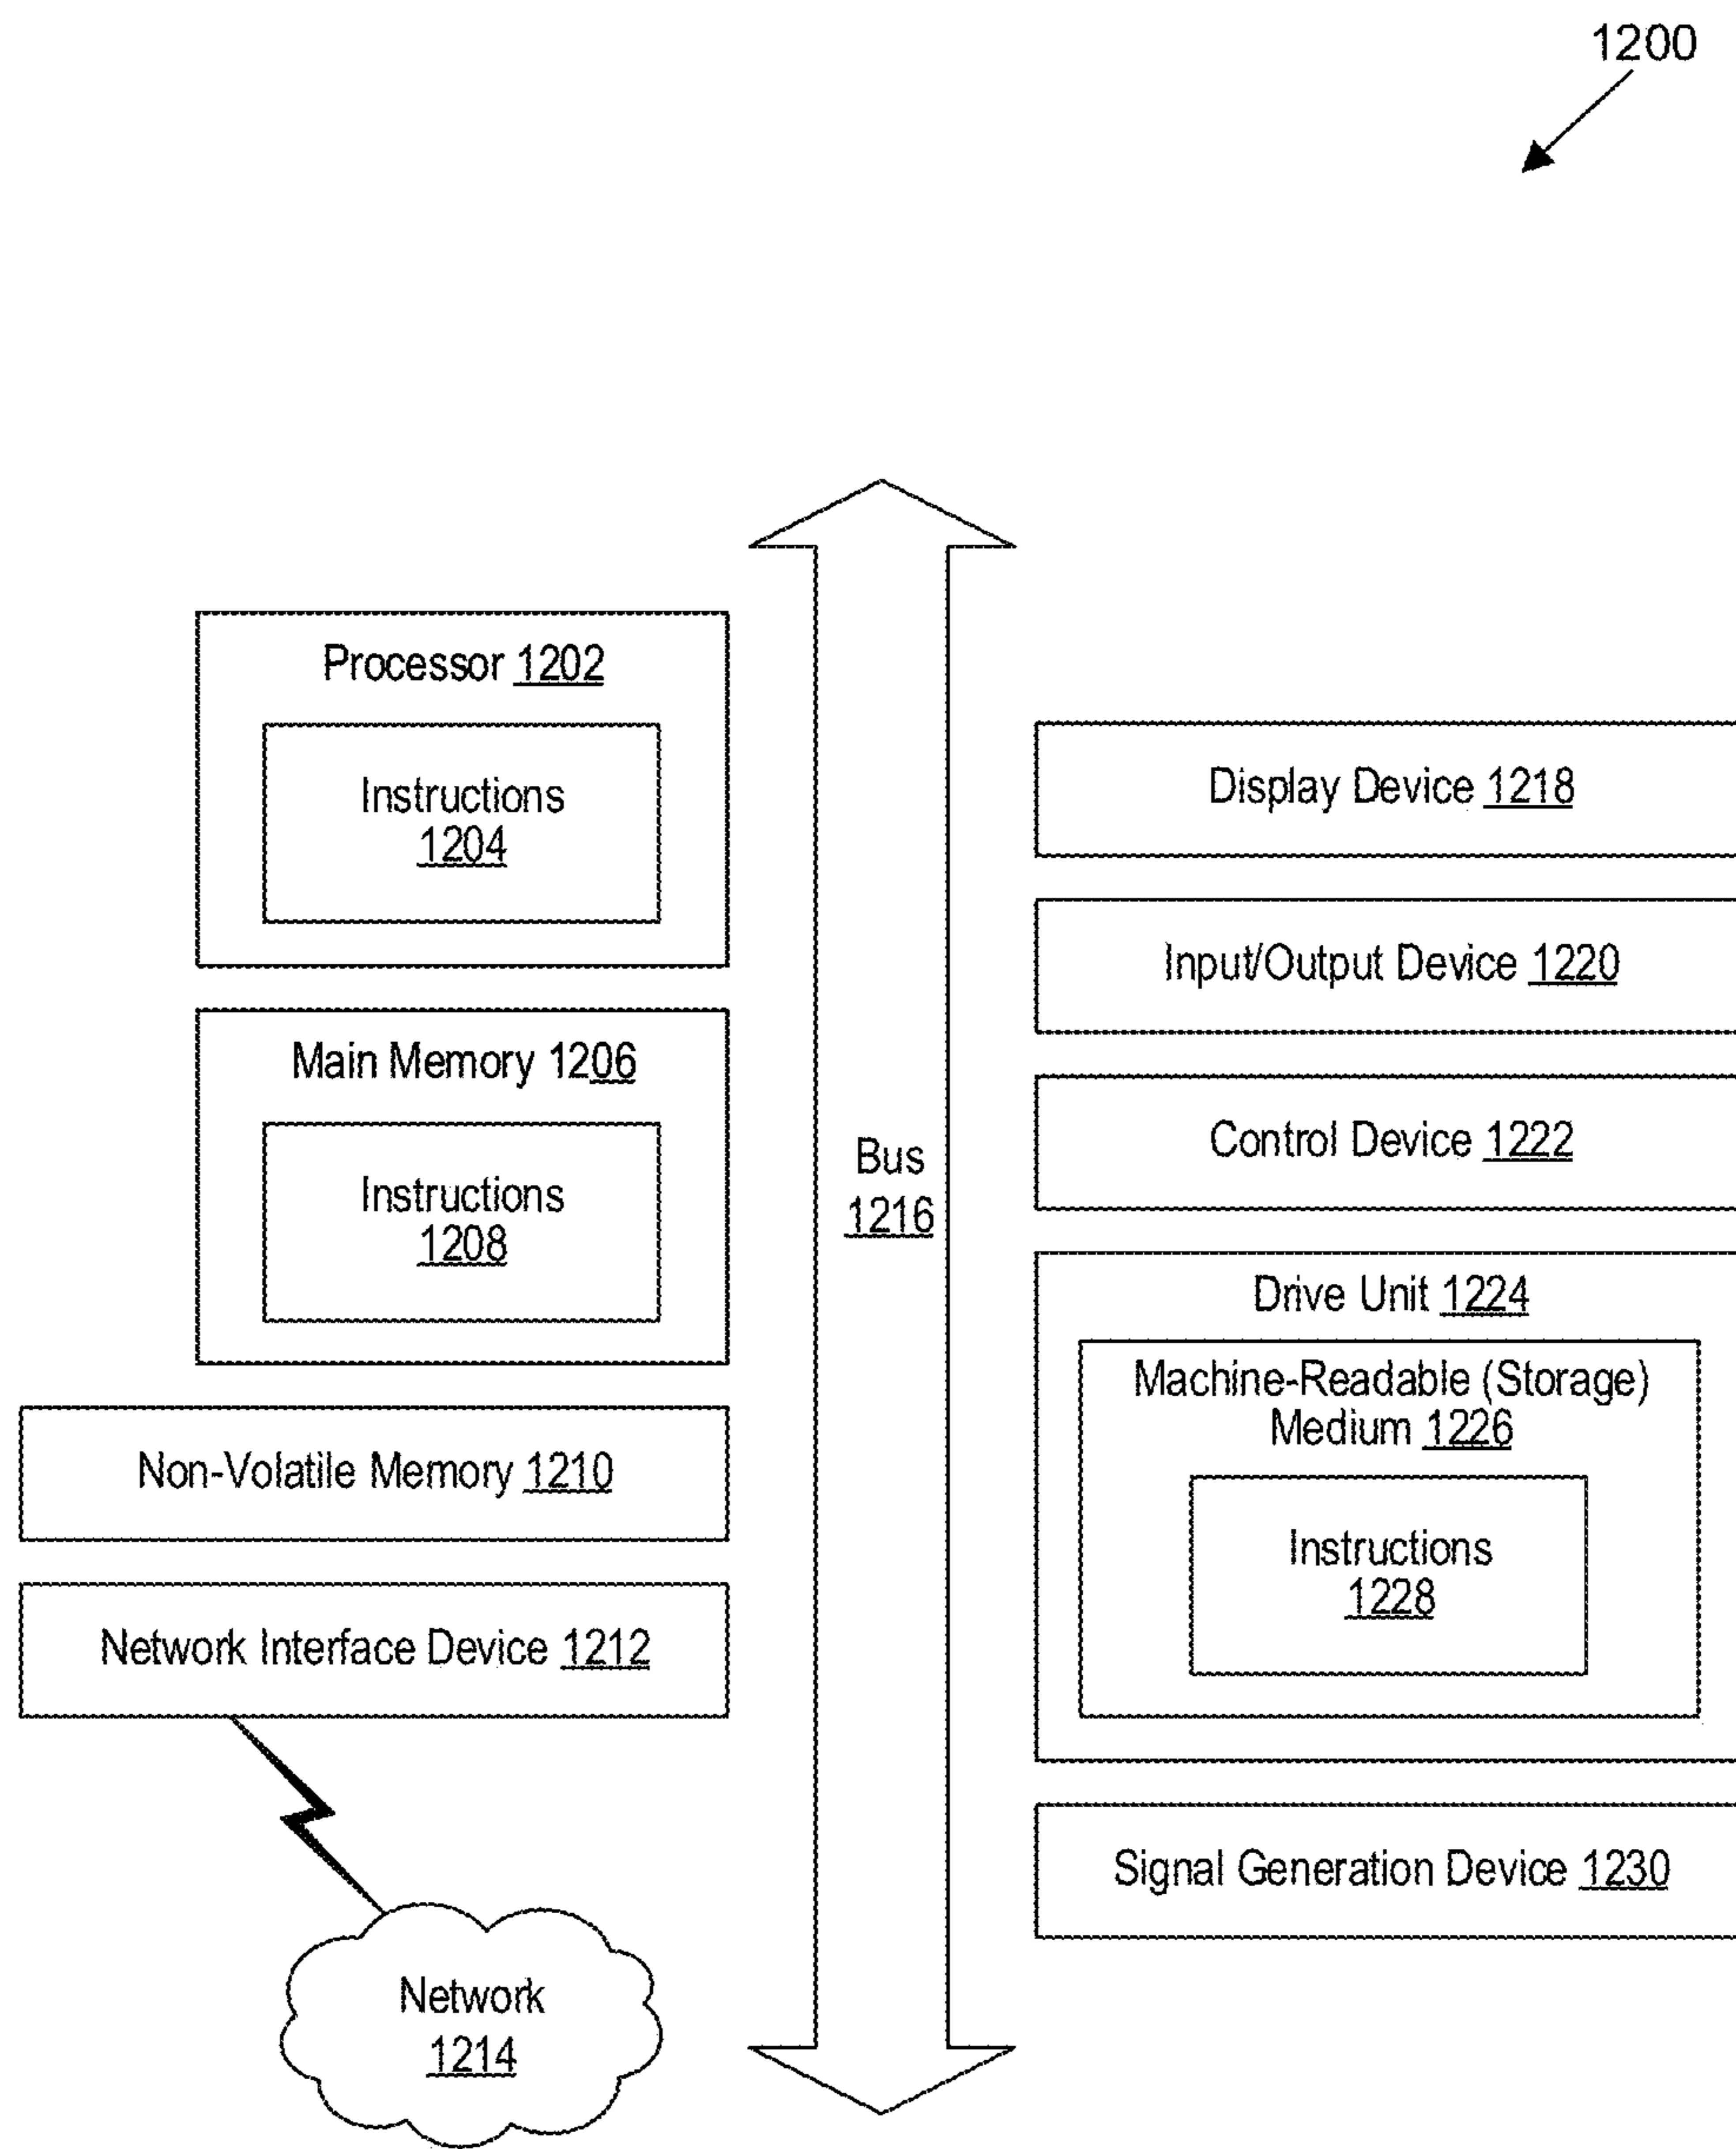 1200
Processor 1202
Instructions
1204
Main Memory 1206
Instructions
1208
Non-Volatile Memory 1210
Network Interface Device 1212
Network
1214
Bus
1216
Display Device 1218
Input/Output Device 1220
Control Device 1222
Drive Unit 1224
Machine-Readable (Storage)
Medium 1226
Instructions
1228
Signal Generation Device 1230